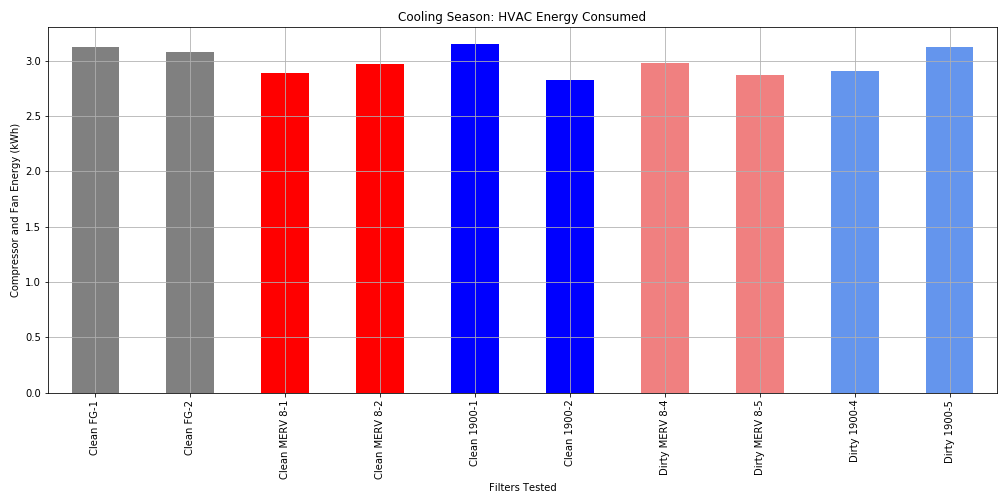 Cooling Season: HVAC Energy Consumed
Compressor and Fan Energy (kWh)
3.0
2.5
2.0
1.5
1.0
0.5
0.0
Clean FG-1
Clean FG-2
Clean MERV 8-1
Clean MERV 8-2
Clean 1900-1
Clean 1900-2
Dirty MERV 8-4
Dirty MERV 8-5
Dirty 1900-4
Dirty 1900-5
Filters Tested